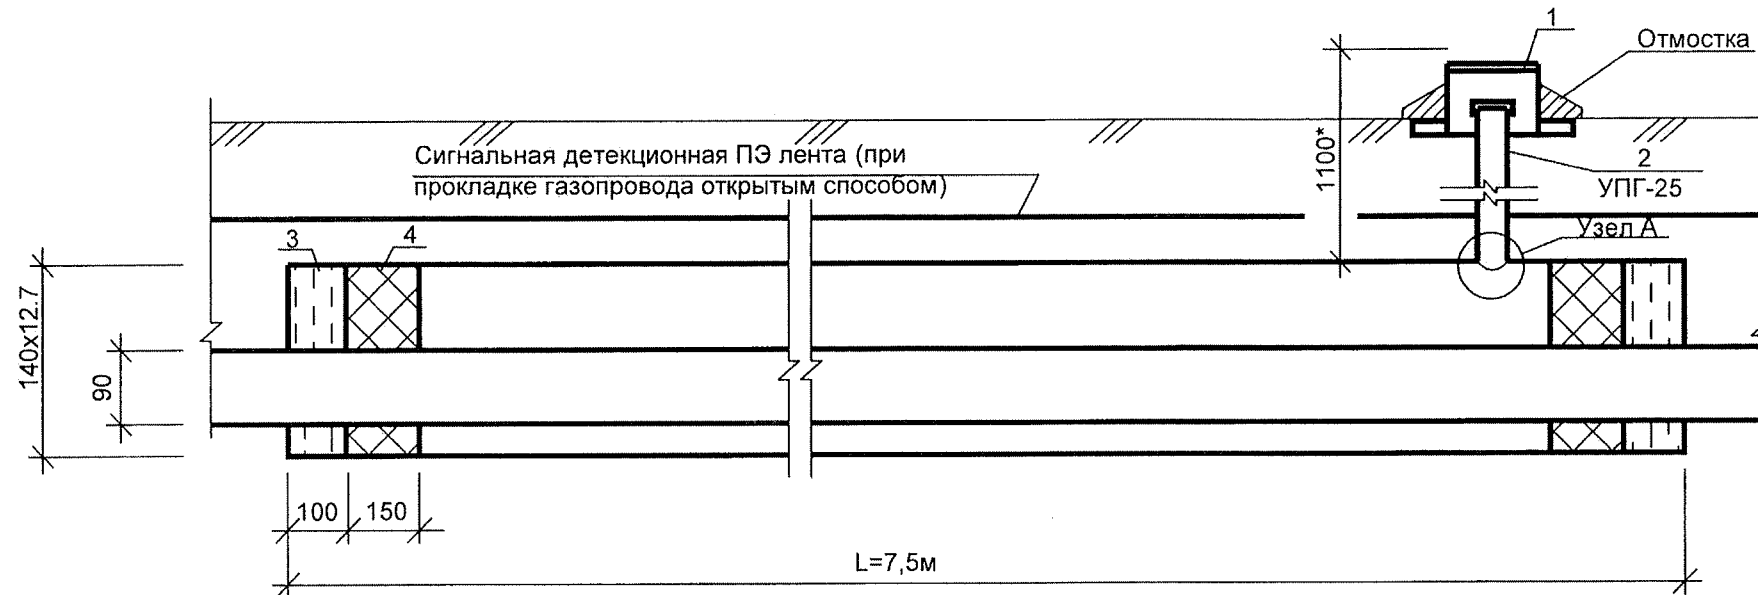 1
Отмостка
1100*
Сигнальная детекционная ПЭ лента (при
прокладке газопровода открытым способом)
2
УПГ-25
Узел А
3
4
140x12.7
90
100
150
L=7,5м